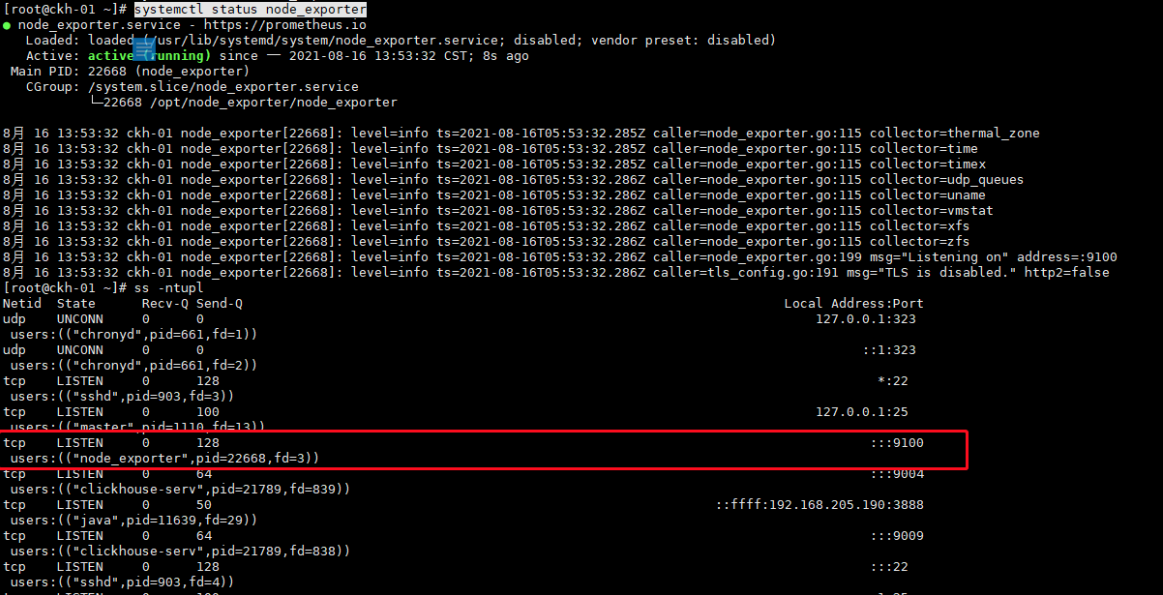 [root@ckh-01 ~]# systemctl status node_exporter
● node_exporter.service - https://prometheus.io
Loaded: loaded (/usr/lib/systemd/system/node_exporter.service; disabled; vendor preset: disabled)
Active: active (running) since 一 2021-08-16 13:53:32 CST; 8s ago
Main PID: 22668 (node_exporter)
CGroup: /system.slice/node_exporter.service
└─22668 /opt/node_exporter/node_exporter
8月 16 13:53:32 ckh-01 node_exporter[22668]: level=info ts=2021-08-16T05:53:32.285Z caller=node_exporter.go:115 collector=thermal_zone
8月 16 13:53:32 ckh-01 node_exporter[22668]: level=info ts=2021-08-16T05:53:32.285Z caller=node_exporter.go:115 collector=time
8月 16 13:53:32 ckh-01 node_exporter[22668]: level=info ts=2021-08-16T05:53:32.285Z caller=node_exporter.go:115 collector=timex
8月 16 13:53:32 ckh-01 node_exporter[22668]: level=info ts=2021-08-16T05:53:32.286Z caller=node_exporter.go:115 collector=udp_queues
8月 16 13:53:32 ckh-01 node_exporter[22668]: level=info ts=2021-08-16T05:53:32.286Z caller=node_exporter.go:115 collector=uname
8月 16 13:53:32 ckh-01 node_exporter[22668]: level=info ts=2021-08-16T05:53:32.286Z caller=node_exporter.go:115 collector=vmstat
8月 16 13:53:32 ckh-01 node_exporter[22668]: level=info ts=2021-08-16T05:53:32.286Z caller=node_exporter.go:115 collector=xfs
8月 16 13:53:32 ckh-01 node_exporter[22668]: level=info ts=2021-08-16T05:53:32.286Z caller=node_exporter.go:115 collector=zfs
8月 16 13:53:32 ckh-01 node_exporter[22668]: level=info ts=2021-08-16T05:53:32.286Z caller=node_exporter.go:199 msg="Listening on" address=:9100
8月 16 13:53:32 ckh-01 node_exporter[22668]: level=info ts=2021-08-16T05:53:32.286Z caller=tls_config.go:191 msg="TLS is disabled." http2=false
[root@ckh-01 ~]# ss -ntupl
Netid State Recv-Q Send-Q Local Address:Port
udp UNCONN 0 0 127.0.0.1:323
users:(("chronyd",pid=661,fd=1))
udp UNCONN 0 0 ::1:323
users:(("chronyd",pid=661,fd=2))
tcp LISTEN 0 128 *:22
users:(("sshd",pid=903,fd=3))
tcp LISTEN 0 100 127.0.0.1:25
users:(("master",pid=1110,fd=13))
tcp LISTEN 0 128 :::9100
users:(("node_exporter",pid=22668,fd=3))
tcp LISTEN 0 64 :::9004
users:(("clickhouse-serv",pid=21789,fd=839))
tcp LISTEN 0 50 ::ffff:192.168.205.190:3888
users:(("java",pid=11639,fd=29))
tcp LISTEN 0 64 :::9009
users:(("clickhouse-serv",pid=21789,fd=838))
tcp LISTEN 0 128 :::22
users:(("sshd",pid=903,fd=4))